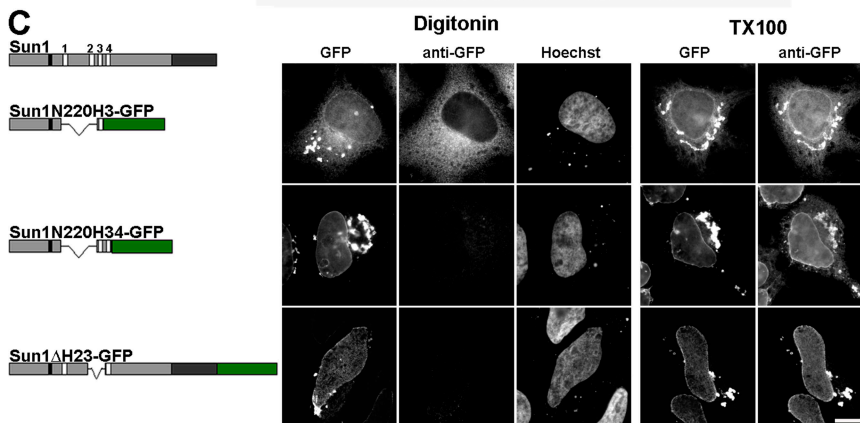 C
Digitonin TX100
Sun1
1 2 3 4
GFP anti-GFP Hoechst GFP anti-GFP
Sun1N220H3-GFP
Sun1N220H34-GFP
Sun1ΔH23-GFP